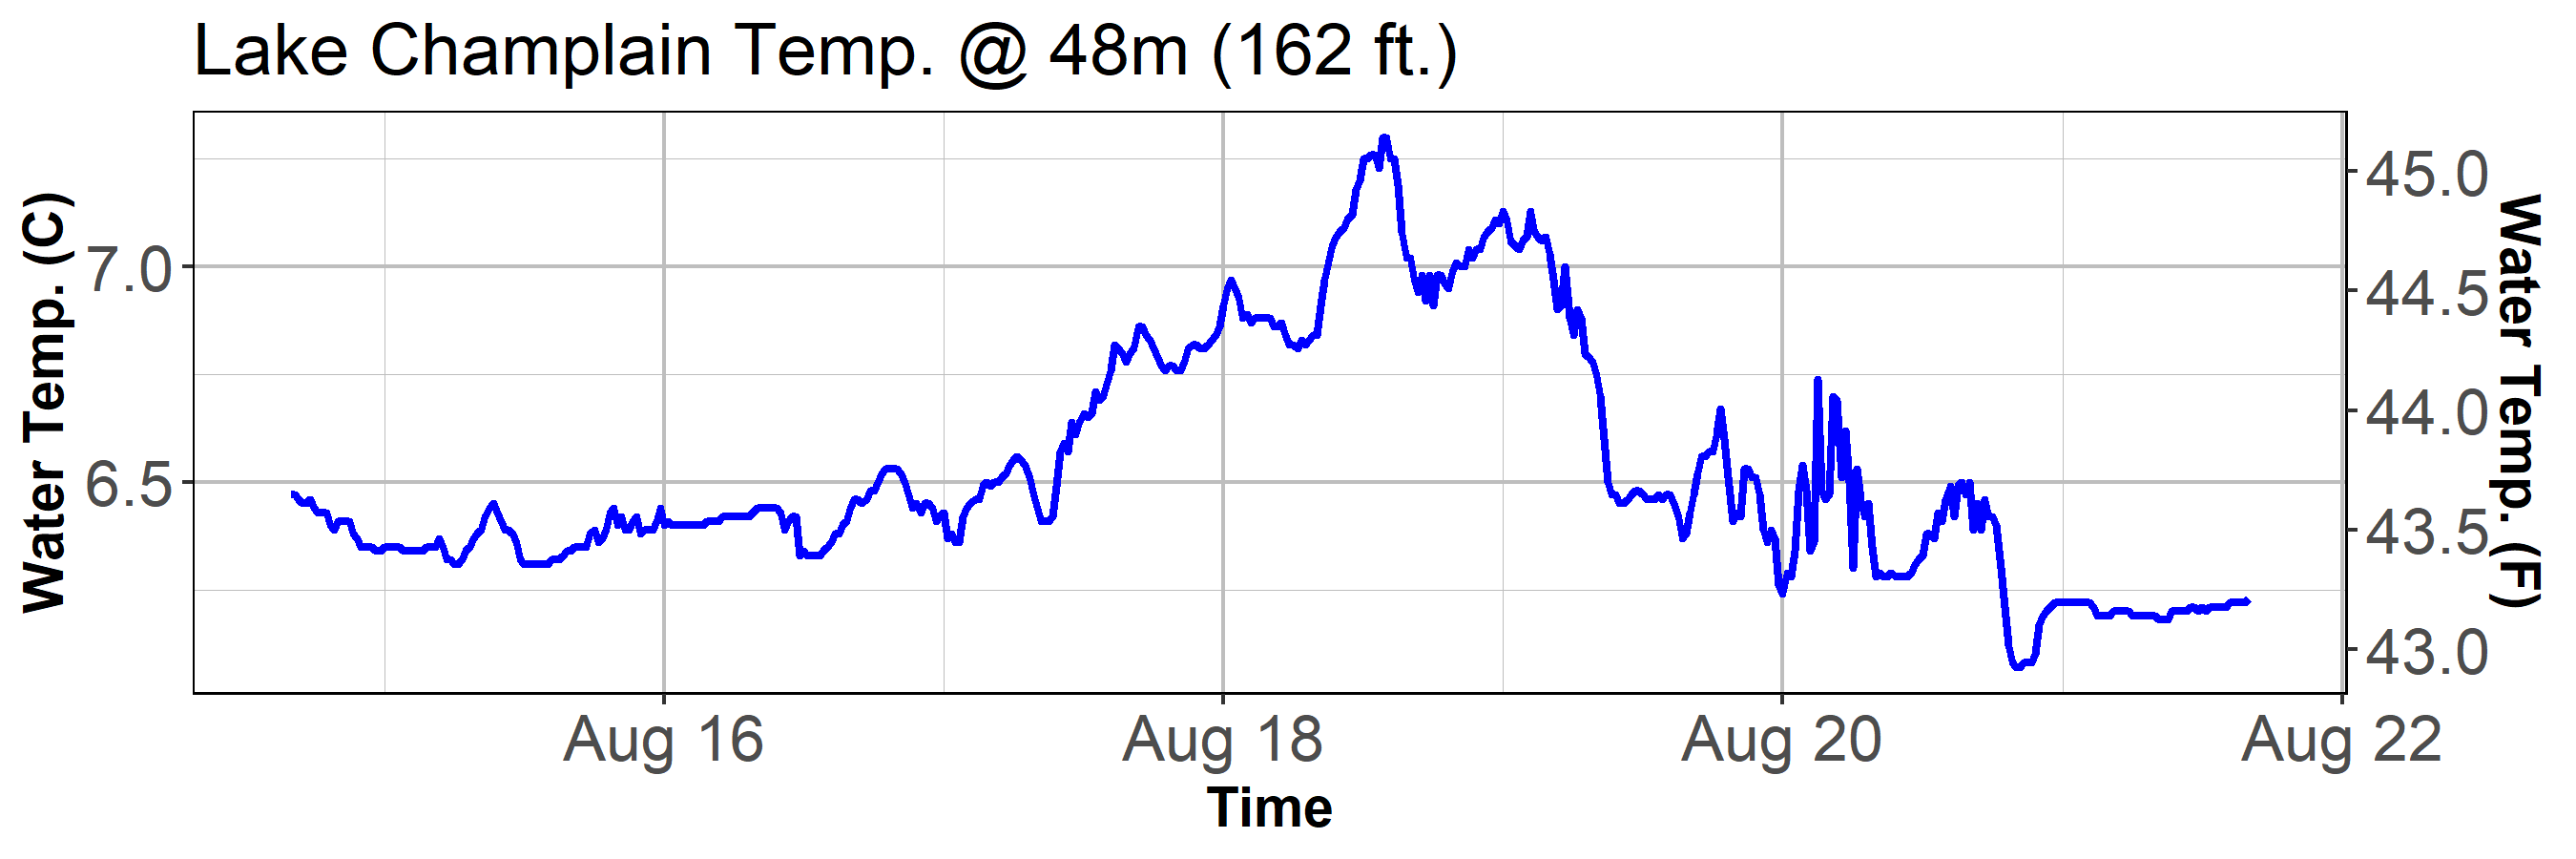 Lake Champlain Temp. @ 48m (162 ft.)
Water Temp. (C)
7.0
6.5
45.0
44.5
44.0
43.5
43.0
Water Temp. (F)
Aug 16
Aug 18
Aug 20
Aug 22
Time